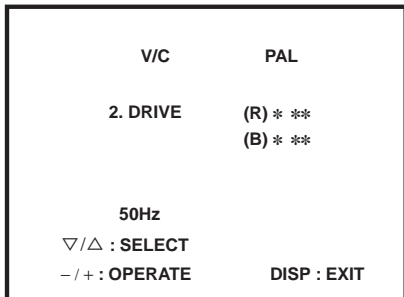 V/C PAL
2. DRIVE (R) * **
(B) * **
50Hz
▽/△ : SELECT
− / + : OPERATE DISP : EXIT